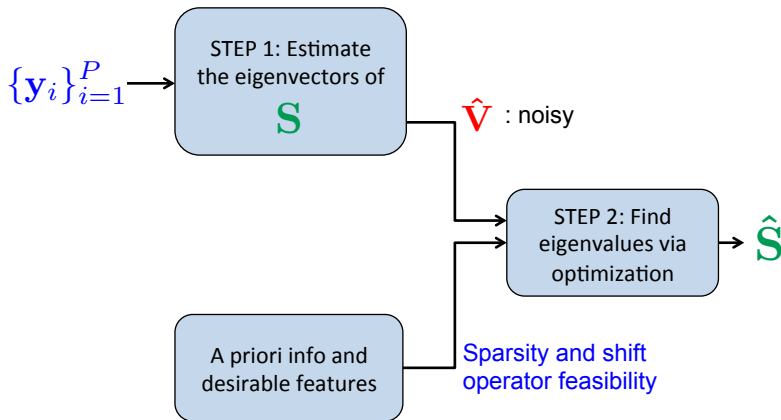 STEP 1: Estimate
the eigenvectors of
S
{y_i}_{i=1}^P
V̂ : noisy
STEP 2: Find
eigenvalues via
optimization
Ŝ
A priori info and
desirable features
Sparsity and shift
operator feasibility